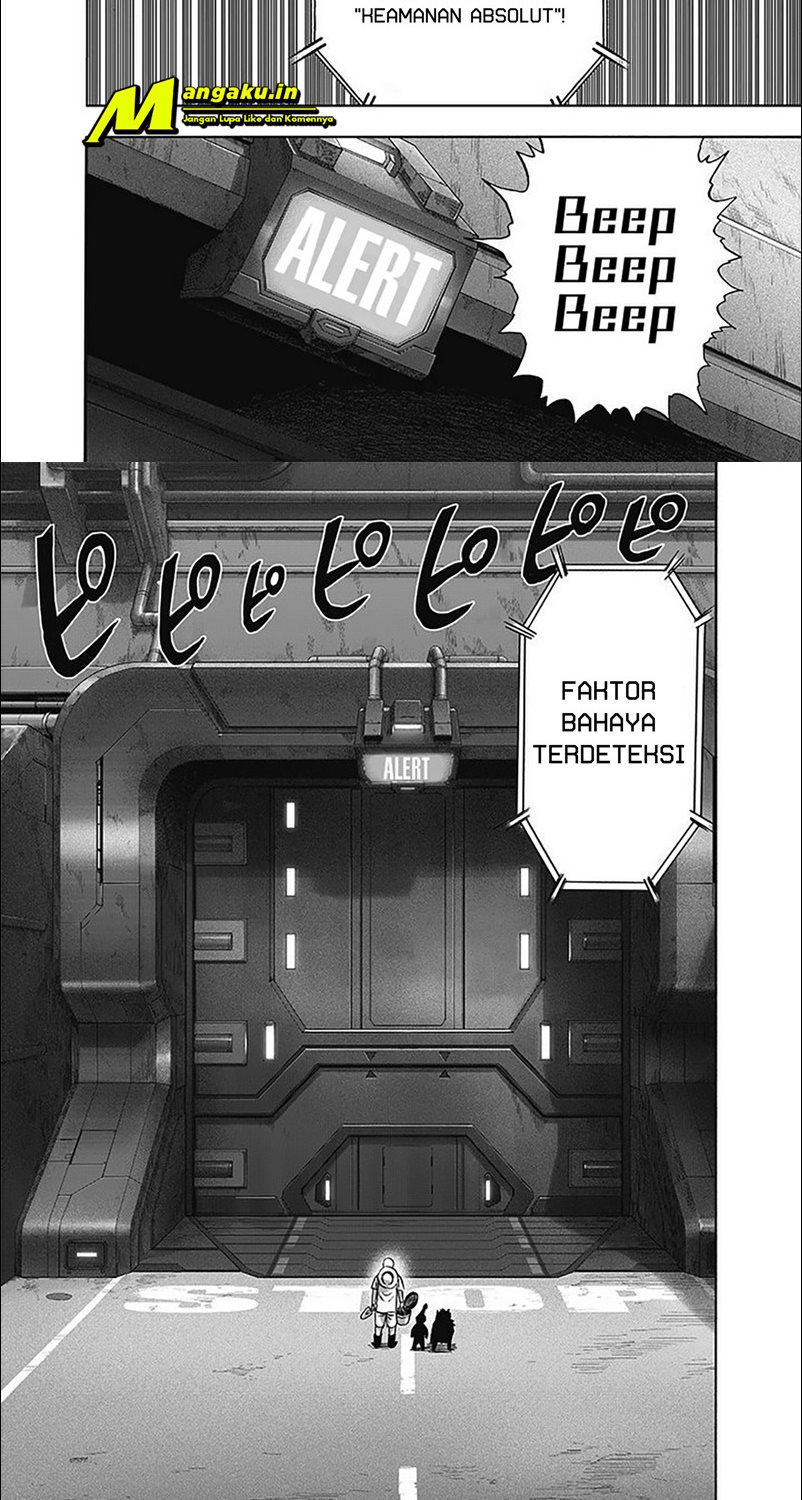 "KEAMANAN ABSOLUT"!
Mangaku.in
Jangan Lupa Like dan Komennya
ALERT
Beep
Beep
Beep
ピピピピピピピ
FAKTOR
BAHAYA
TERDETEKSI
ALERT
STOP